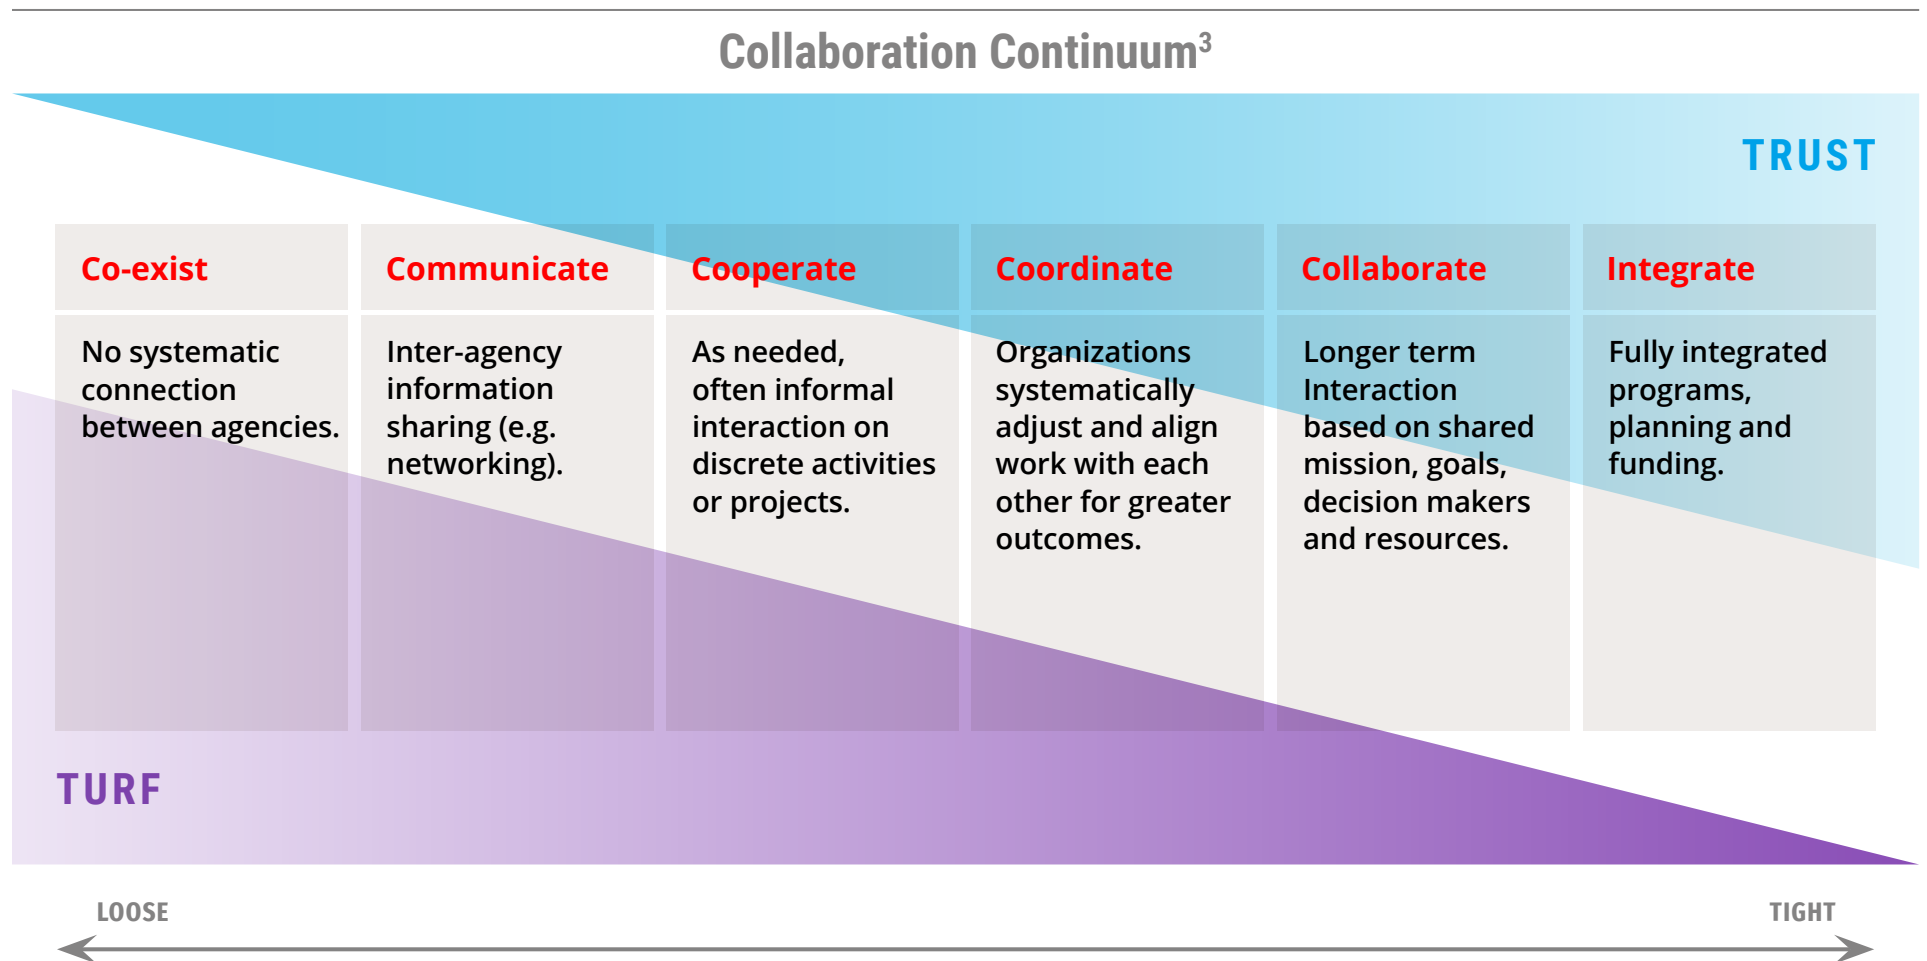 Collaboration Continuum³
TRUST
Co-exist
No systematic
connection
between agencies.
Communicate
Inter-agency
information
sharing (e.g.
networking).
Cooperate
As needed,
often informal
interaction on
discrete activities
or projects.
Coordinate
Organizations
systematically
adjust and align
work with each
other for greater
outcomes.
Collaborate
Longer term
Interaction
based on shared
mission, goals,
decision makers
and resources.
Integrate
Fully integrated
programs,
planning and
funding.
TURF
LOOSE
TIGHT